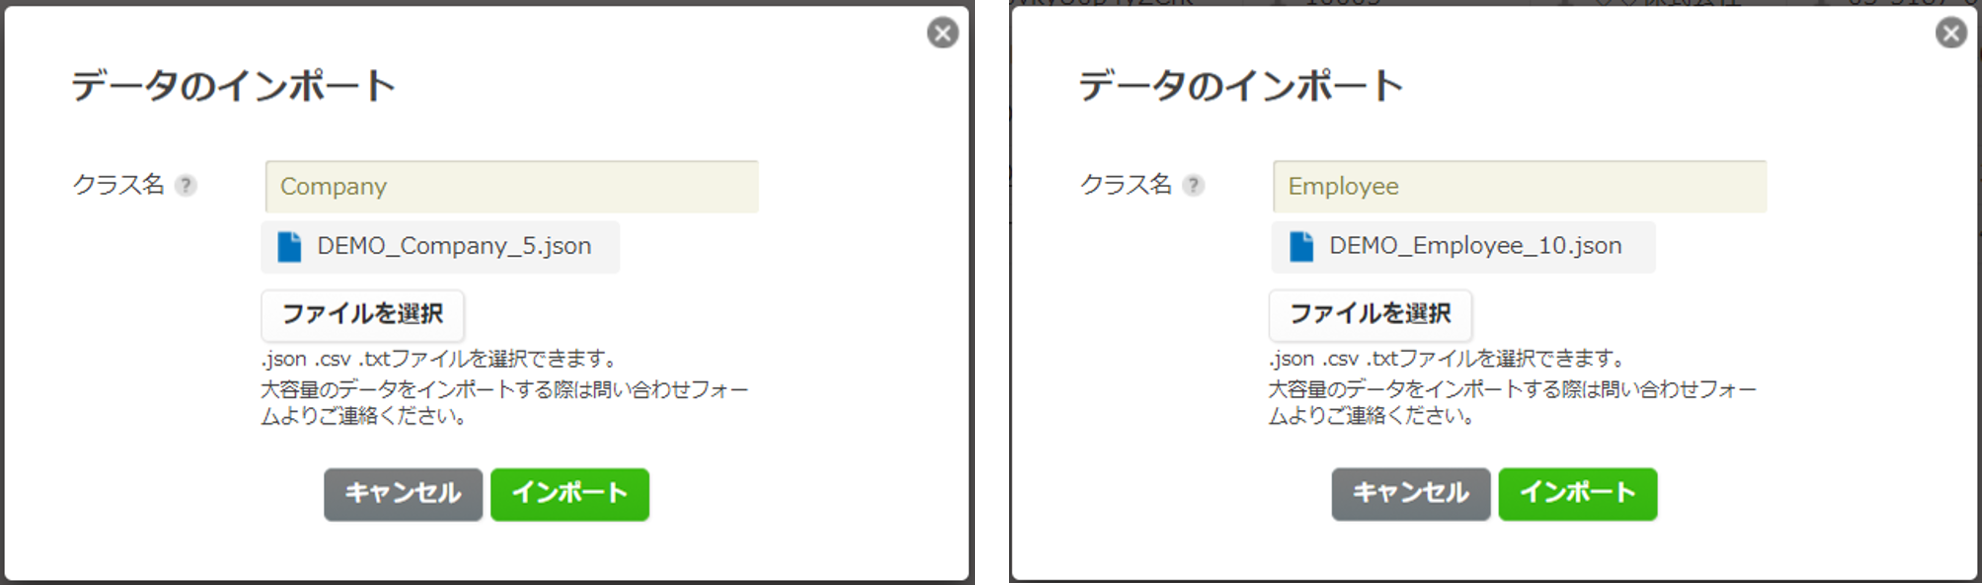 データのインポート
クラス名 ?
Company
DEMO_Company_5.json
ファイルを選択
.json .csv .txtファイルを選択できます。
大容量のデータをインポートする際は問い合わせフォー
ムよりご連絡ください。
キャンセル
インポート
データのインポート
クラス名 ?
Employee
DEMO_Employee_10.json
ファイルを選択
.json .csv .txtファイルを選択できます。
大容量のデータをインポートする際は問い合わせフォー
ムよりご連絡ください。
キャンセル
インポート